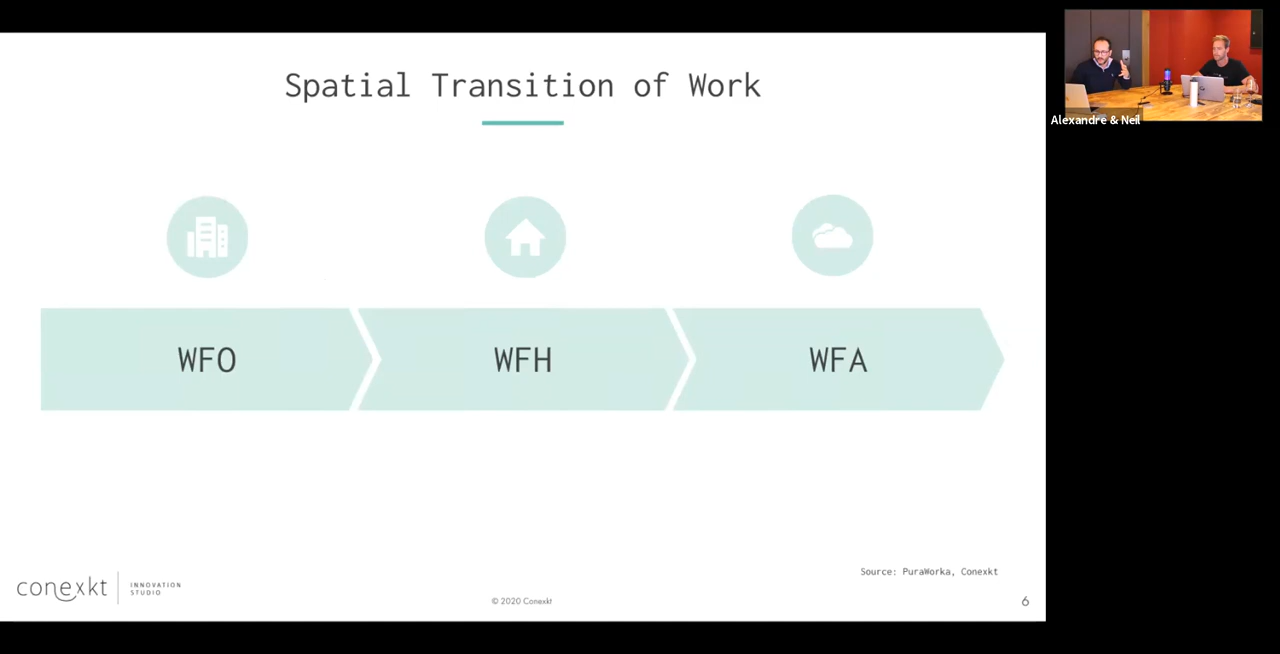 Spatial Transition of Work
WFO
WFH
WFA
Source: PuraWorka, Conexkt
conexkt
INNOVATION
STUDIO
© 2020 Conexkt
6
Alexandre & Neil